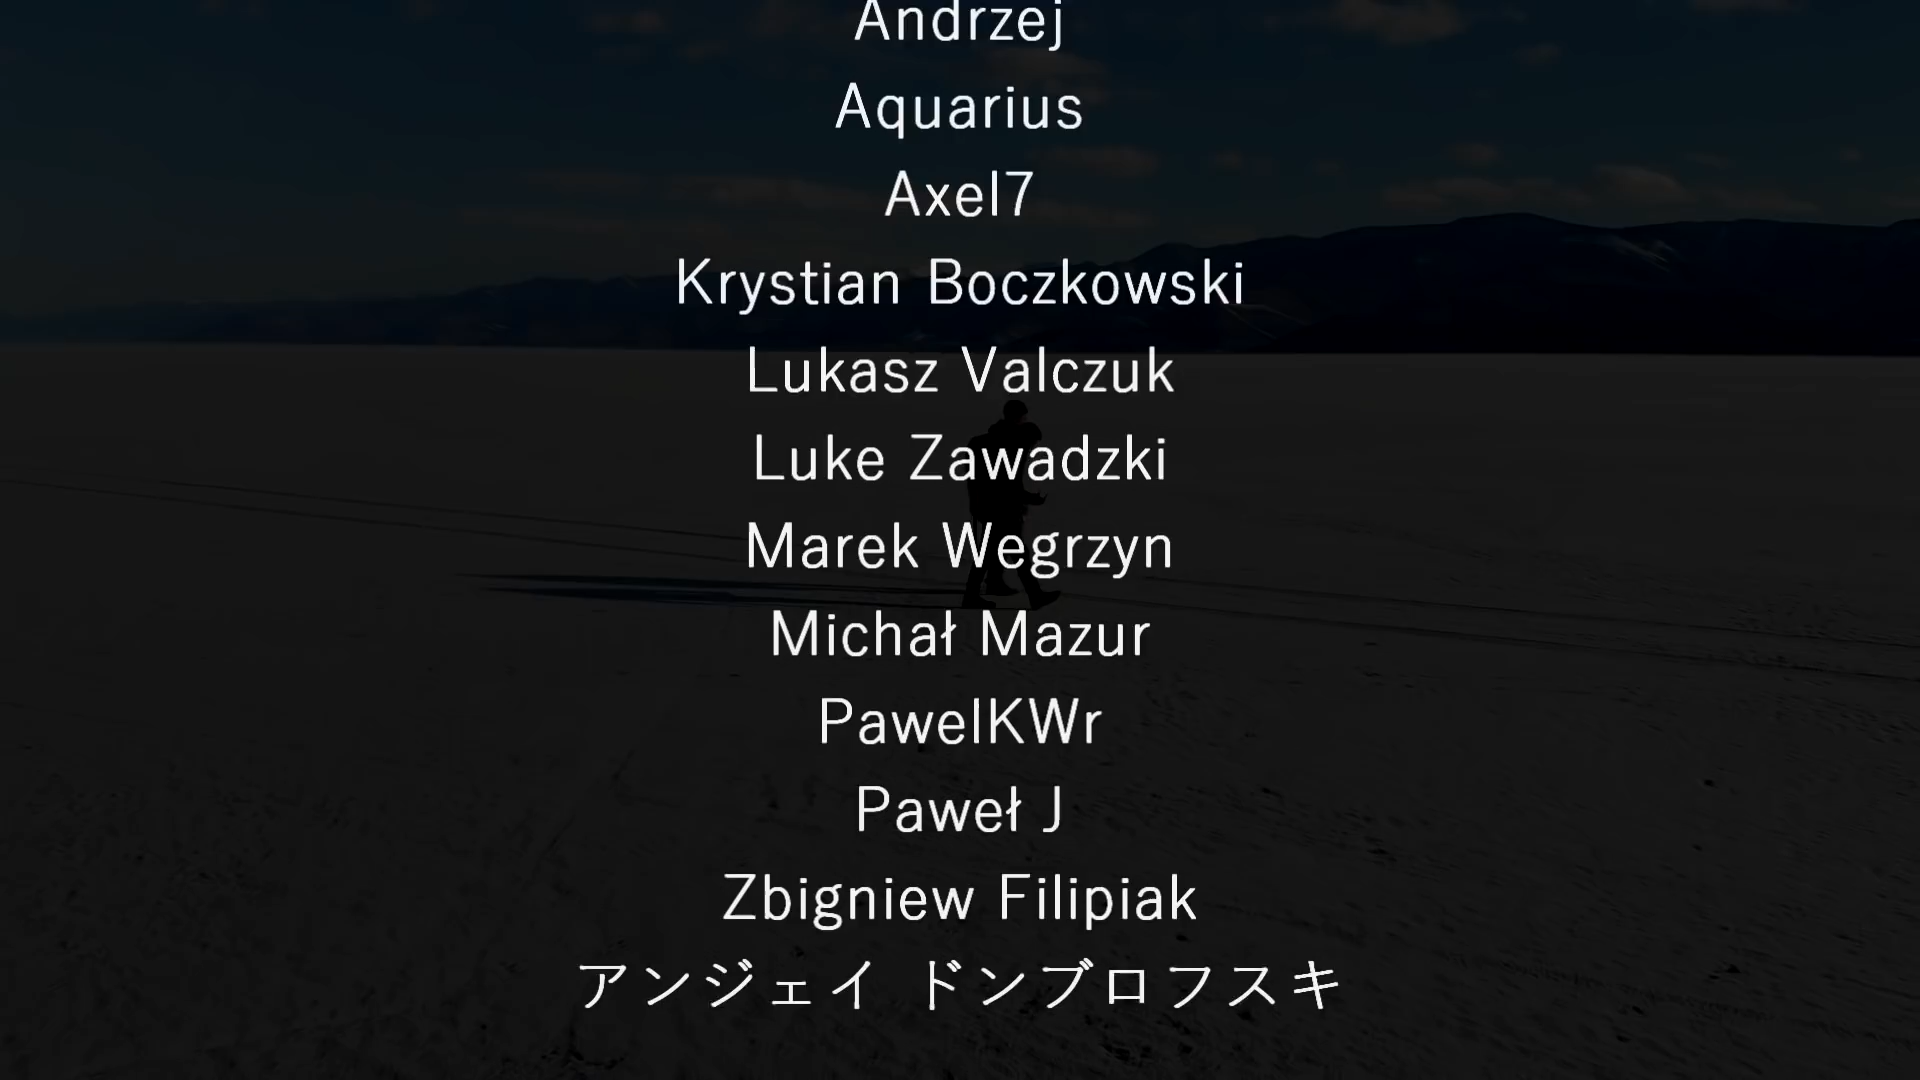 Andrzej
Aquarius
Axel7
Krystian Boczkowski
Lukasz Valczuk
Luke Zawadzki
Marek Wegrzyn
Michał Mazur
PawelKWr
Paweł J
Zbigniew Filipiak
アンジェイ ドンブロフスキ